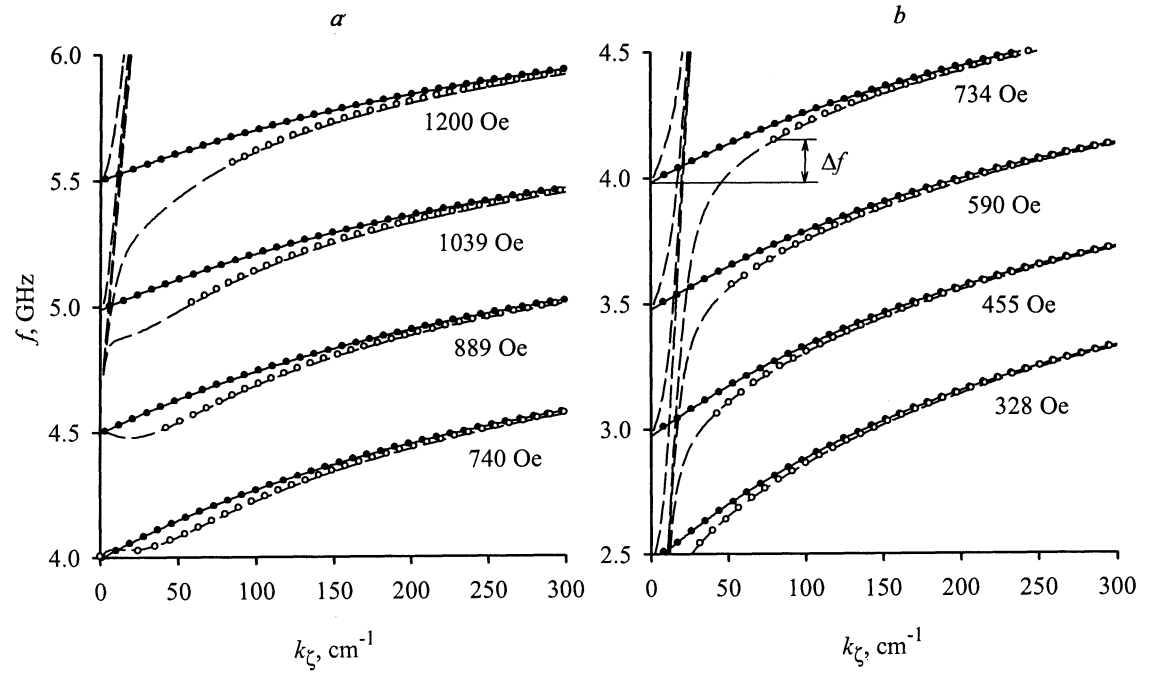 a
b
f, GHz
6.0
5.5
5.0
4.5
4.0
1200 Oe
1039 Oe
889 Oe
740 Oe
0 50 100 150 200 250 300
kζ, cm-1
4.5
4.0
3.5
3.0
2.5
734 Oe
Δf
590 Oe
455 Oe
328 Oe
0 50 100 150 200 250 300
kζ, cm-1